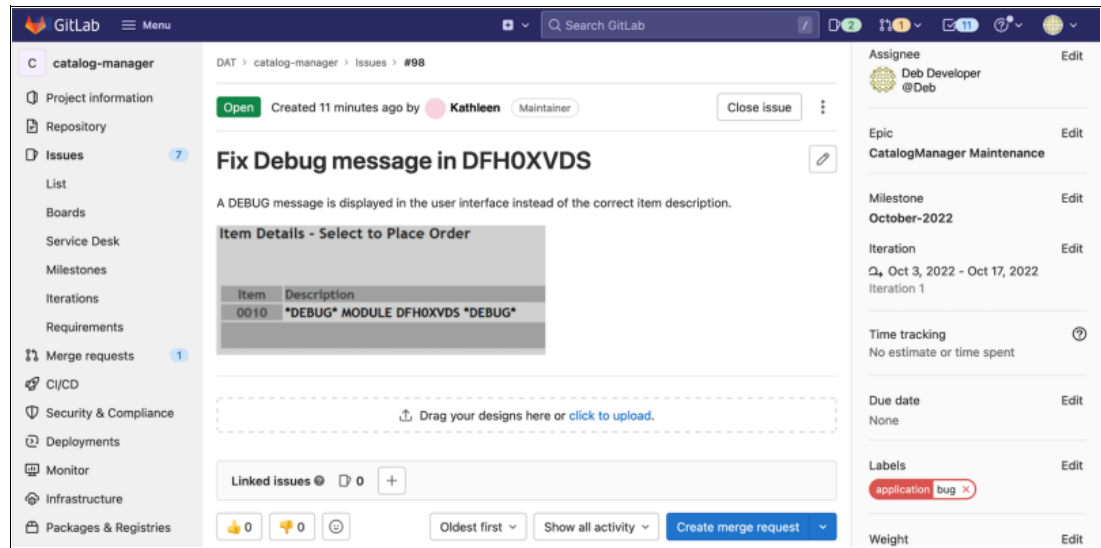 GitLab Menu Search GitLab / 2 1 11
C catalog-manager
Project information
Repository
Issues 7
List
Boards
Service Desk
Milestones
Iterations
Requirements
Merge requests 1
CI/CD
Security & Compliance
Deployments
Monitor
Infrastructure
Packages & Registries
DAT > catalog-manager > Issues > #98
Open Created 11 minutes ago by Kathleen Maintainer Close issue
Fix Debug message in DFH0XVDS
A DEBUG message is displayed in the user interface instead of the correct item description.
Item Details - Select to Place Order
Item Description
0010 *DEBUG* MODULE DFH0XVDS *DEBUG*
Drag your designs here or click to upload.
Linked issues 0 +
0 0 Oldest first Show all activity Create merge request
Assignee Edit
Deb Developer
@Deb
Epic Edit
CatalogManager Maintenance
Milestone Edit
October-2022
Iteration Edit
Oct 3, 2022 - Oct 17, 2022
Iteration 1
Time tracking
No estimate or time spent
Due date Edit
None
Labels Edit
application bug ×
Weight Edit